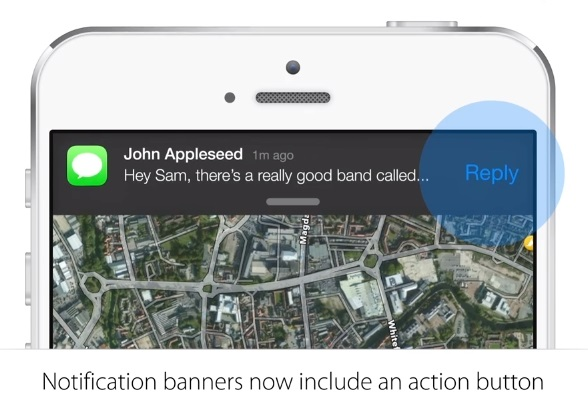 John Appleseed 1m ago
Hey Sam, there's a really good band called...
Reply
Magda
Notification banners now include an action button